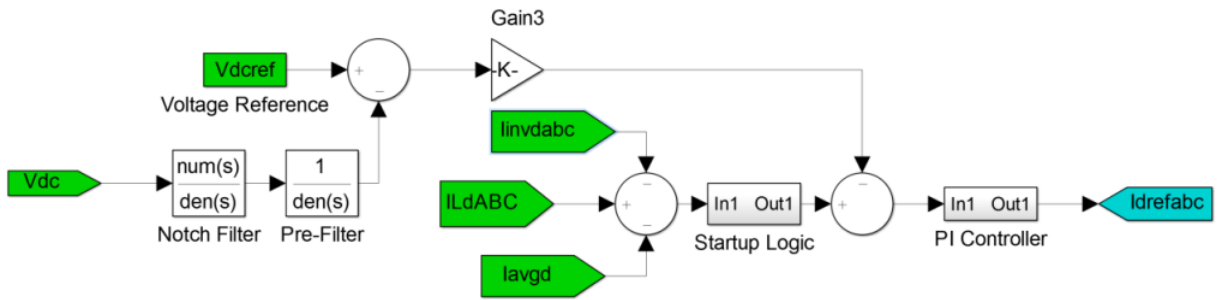 Gain3
Vdcref
-K-
Voltage Reference
Iinvdabc
Vdc
num(s)
den(s)
1
den(s)
ILdABC
In1 Out1
In1 Out1
Idrefabc
Notch Filter
Pre-Filter
Startup Logic
PI Controller
Iavgd
+
−
−
+
−
−
+